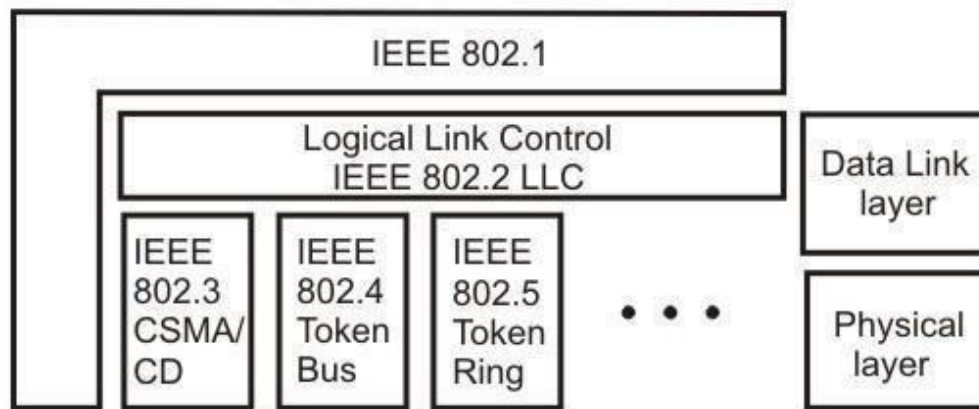 IEEE 802.1
Logical Link Control
IEEE 802.2 LLC
Data Link
layer
IEEE
802.3
CSMA/
CD
IEEE
802.4
Token
Bus
IEEE
802.5
Token
Ring
Physical
layer